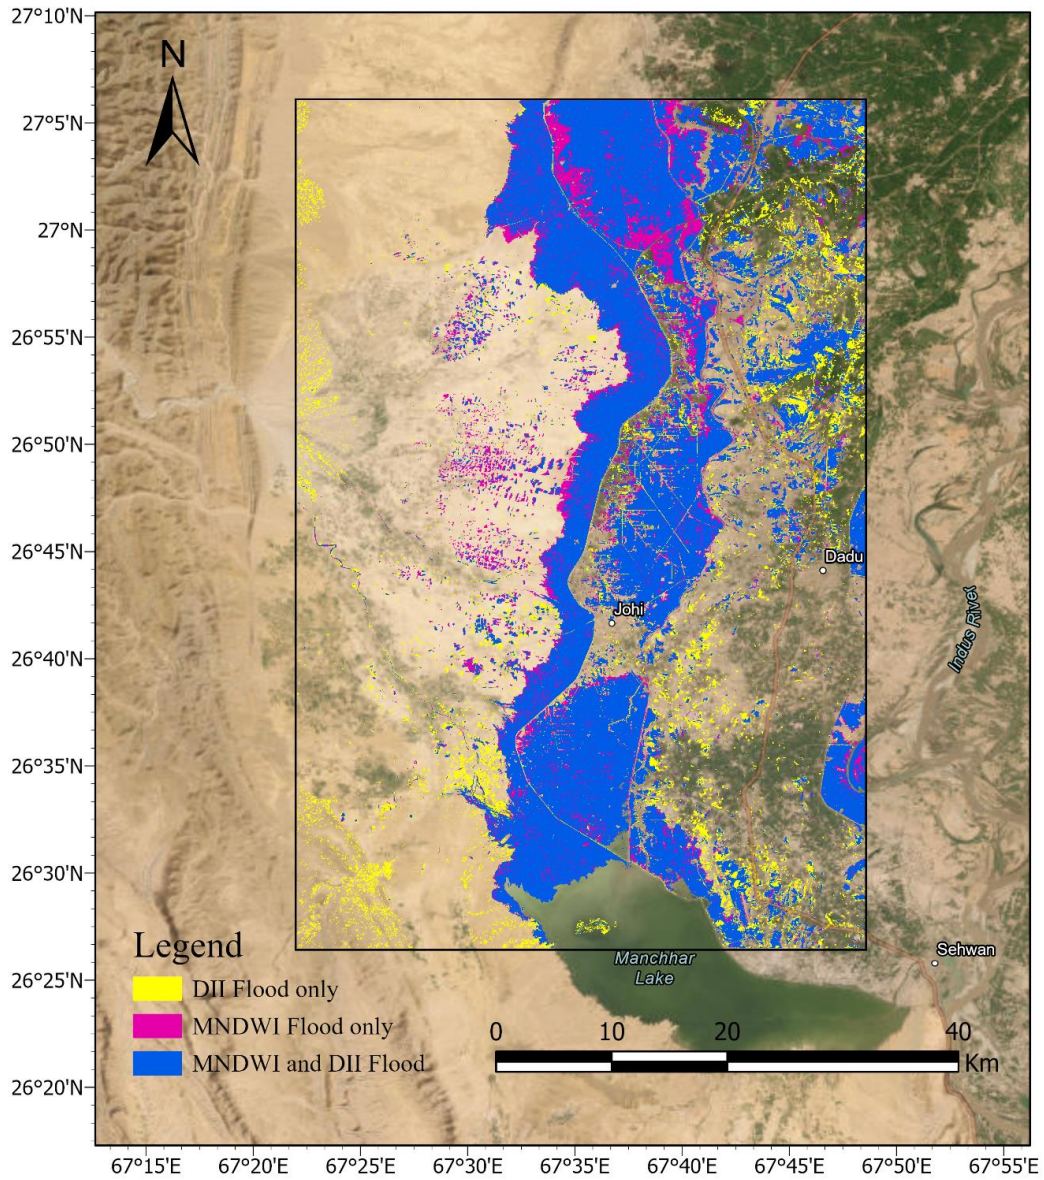 27°10'N
N
27°5'N
27°N
26°55'N
26°50'N
26°45'N
Dadu
Johi
Indus River
26°40'N
26°35'N
26°30'N
Legend
Manchhar
Lake
Sehwan
26°25'N
DII Flood only
MNDWI Flood only
0 10 20 40
MNDWI and DII Flood
Km
26°20'N
67°15'E 67°20'E 67°25'E 67°30'E 67°35'E 67°40'E 67°45'E 67°50'E 67°55'E